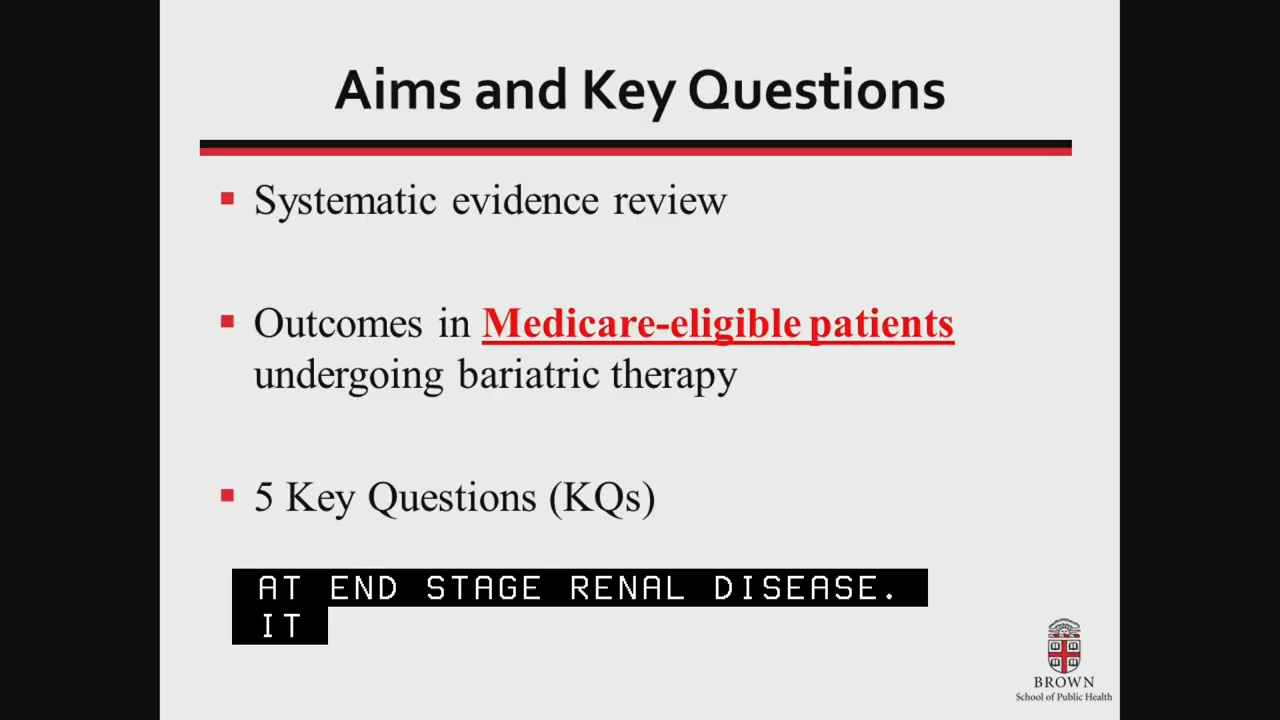 Aims and Key Questions
Systematic evidence review
Outcomes in Medicare-eligible patients
undergoing bariatric therapy
5 Key Questions (KQs)
AT END STAGE RENAL DISEASE.
IT
BROWN
School of Public Health